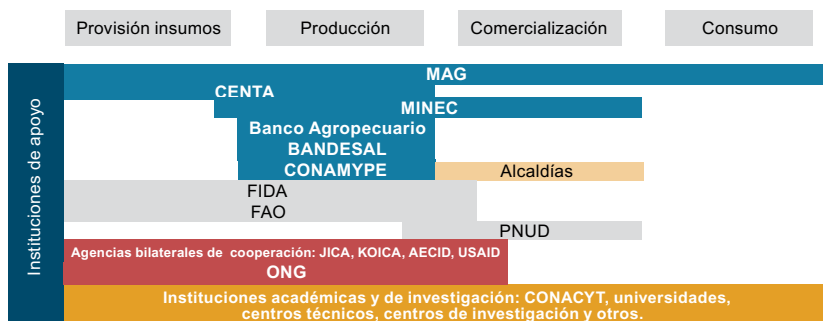 Provisión insumos
Producción
Comercialización
Consumo
Instituciones de apoyo
MAG
CENTA
MINEC
Banco Agropecuario
BANDESAL
CONAMYPE
Alcaldías
FIDA
FAO
PNUD
Agencias bilaterales de cooperación: JICA, KOICA, AECID, USAID
ONG
Instituciones académicas y de investigación: CONACYT, universidades,
centros técnicos, centros de investigación y otros.